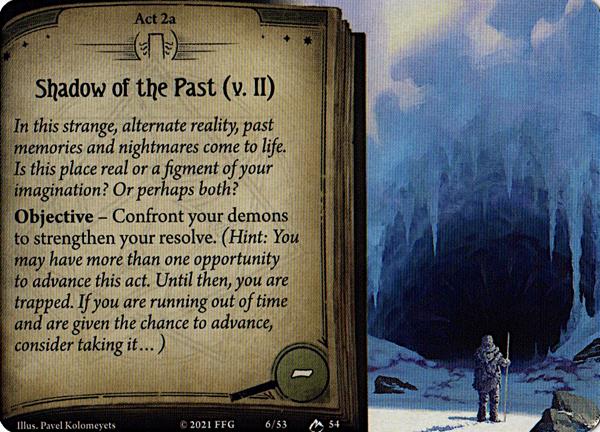 Act 2a
Shadow of the Past (v. II)
In this strange, alternate reality, past
memories and nightmares come to life.
Is this place real or a figment of your
imagination? Or perhaps both?
Objective – Confront your demons
to strengthen your resolve. (Hint: You
may have more than one opportunity
to advance this act. Until then, you are
trapped. If you are running out of time
and are given the chance to advance,
consider taking it… )
–
Illus. Pavel Kolomeyets © 2021 FFG 6/53 54